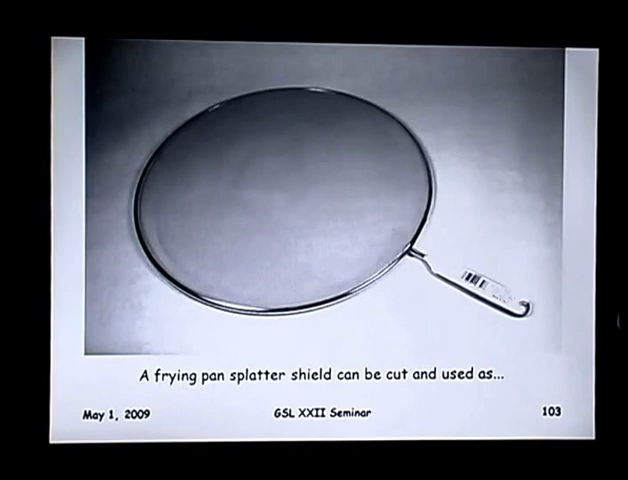 A frying pan splatter shield can be cut and used as...
May 1, 2009 GSL XXII Seminar 103